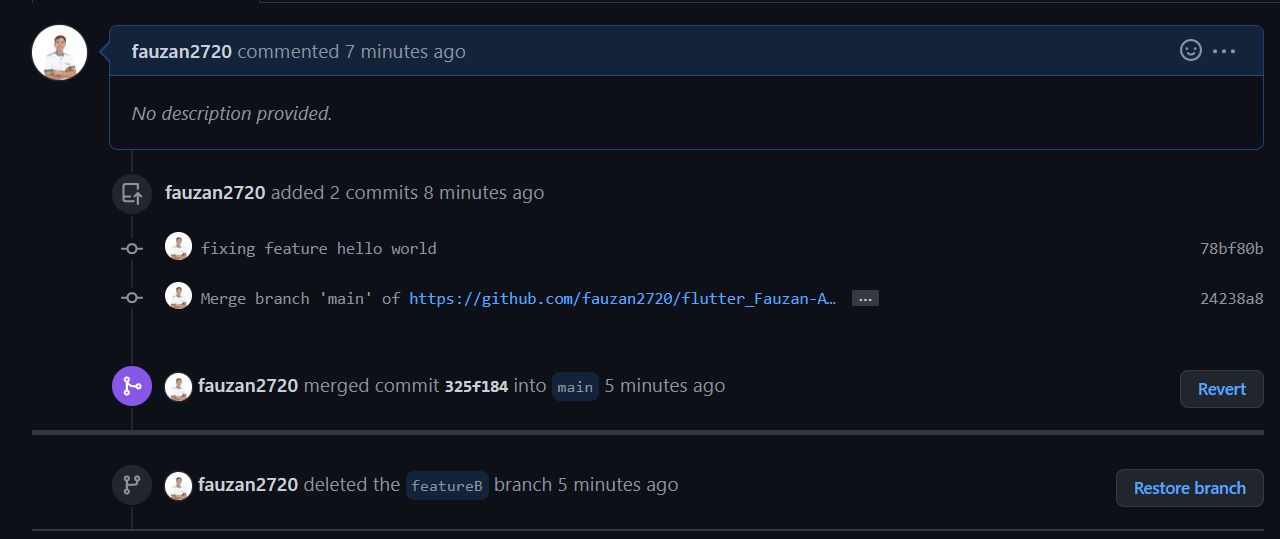 fauzan2720 commented 7 minutes ago
No description provided.
fauzan2720 added 2 commits 8 minutes ago
fixing feature hello world 78bf80b
Merge branch 'main' of https://github.com/fauzan2720/flutter_Fauzan-A… ... 24238a8
fauzan2720 merged commit 325f184 into main 5 minutes ago Revert
fauzan2720 deleted the featureB branch 5 minutes ago Restore branch